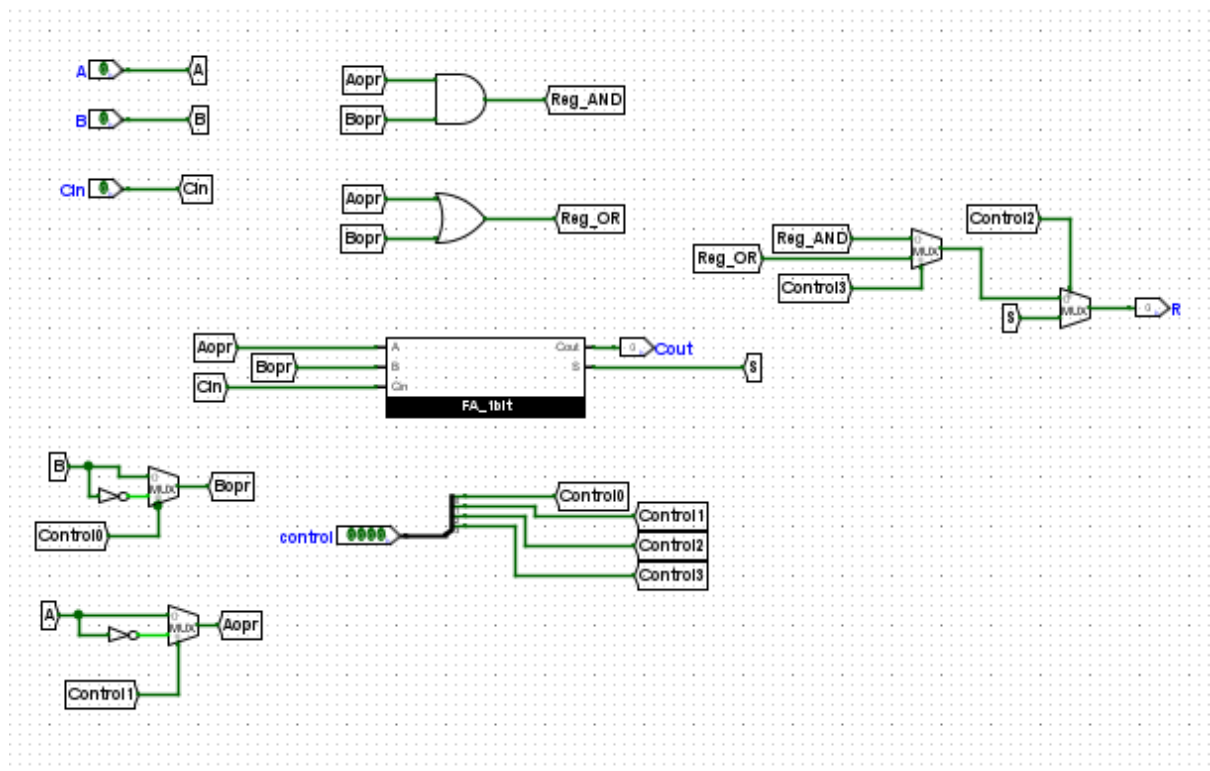 A
A
B
B
Cin
Cin
Aopr
Bopr
Reg_AND
Aopr
Bopr
Reg_OR
Control2
Reg_AND
Reg_OR
MUX
Control3
S
MUX
R
Aopr
Bopr
Cin
A
B
Cin
Cout
S
FA_1bit
Cout
S
B
MUX
Bopr
Control0
control
0000
Control0
Control1
Control2
Control3
A
MUX
Aopr
Control1